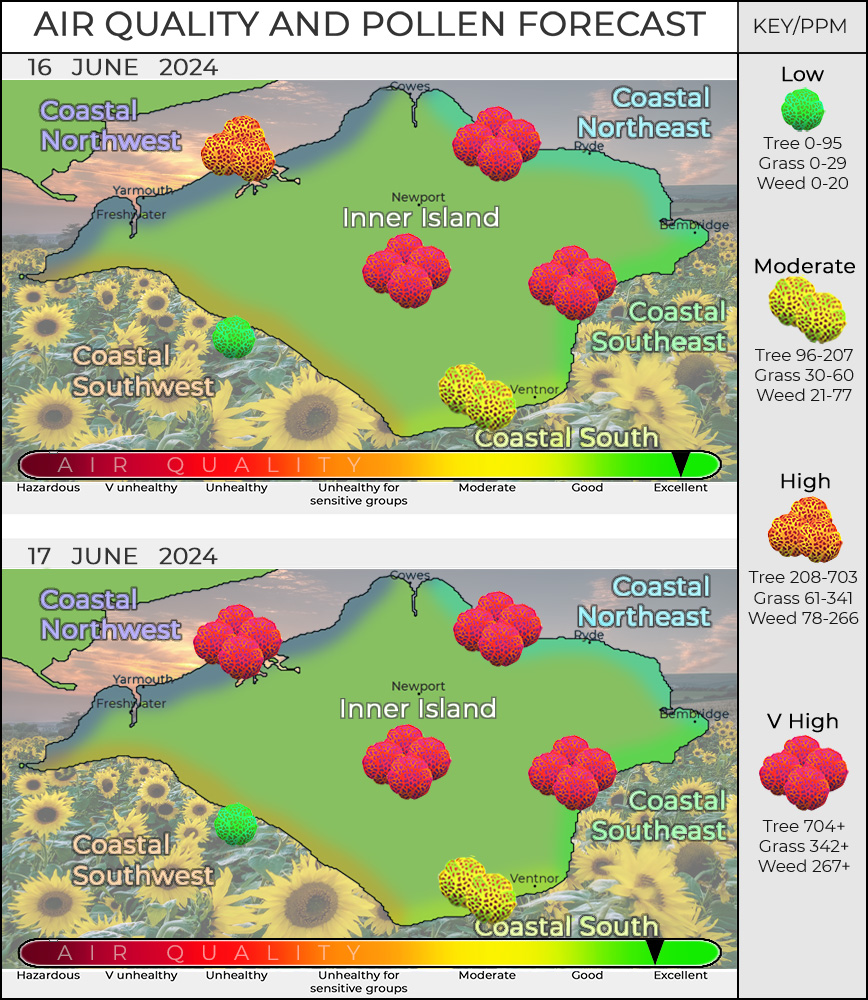 AIR QUALITY AND POLLEN FORECAST
16 JUNE 2024
Coastal
Northwest
Cowes
Coastal
Northeast
Ryde
Yarmouth
Freshwater
Newport
Inner Island
Bembridge
Coastal
Southeast
Coastal
Southwest
Ventnor
Coastal South
AIR QUALITY
Hazardous
V unhealthy
Unhealthy
Unhealthy for
sensitive groups
Moderate
Good
Excellent
17 JUNE 2024
Coastal
Northwest
Cowes
Coastal
Northeast
Ryde
Yarmouth
Freshwater
Newport
Inner Island
Bembridge
Coastal
Southeast
Coastal
Southwest
Ventnor
Coastal South
AIR QUALITY
Hazardous
V unhealthy
Unhealthy
Unhealthy for
sensitive groups
Moderate
Good
Excellent
KEY/PPM
Low
Tree 0-95
Grass 0-29
Weed 0-20
Moderate
Tree 96-207
Grass 30-60
Weed 21-77
High
Tree 208-703
Grass 61-341
Weed 78-266
V High
Tree 704+
Grass 342+
Weed 267+